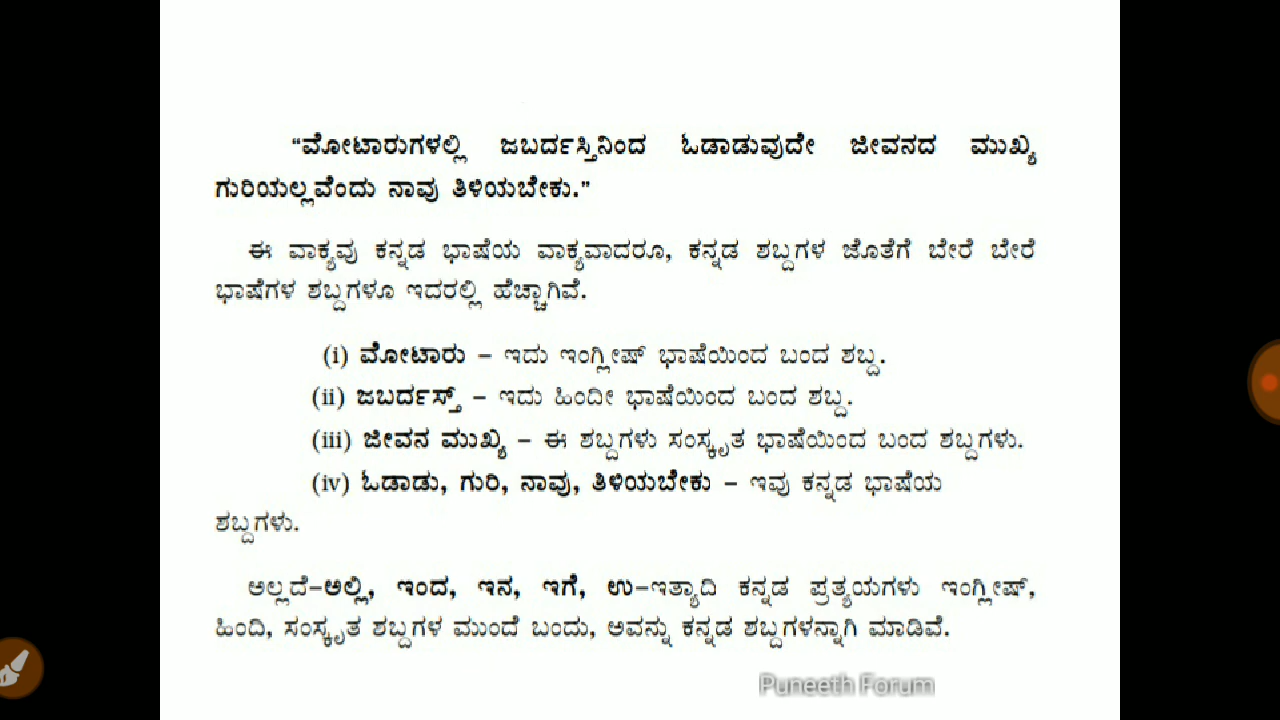 “ಮೋಟಾರುಗಳಲ್ಲಿ ಜಬರ್ದಸ್ತಿನಿಂದ ಓಡಾಡುವುದೇ ಜೀವನದ ಮುಖ್ಯ
ಗುರಿಯಲ್ಲವೆಂದು ನಾವು ತಿಳಿಯಬೇಕು.”
ಈ ವಾಕ್ಯವು ಕನ್ನಡ ಭಾಷೆಯ ವಾಕ್ಯವಾದರೂ, ಕನ್ನಡ ಶಬ್ದಗಳ ಜೊತೆಗೆ ಬೇರೆ ಬೇರೆ
ಭಾಷೆಗಳ ಶಬ್ದಗಳೂ ಇದರಲ್ಲಿ ಹೆಚ್ಚಾಗಿವೆ.
(i) ಮೋಟಾರು – ಇದು ಇಂಗ್ಲೀಷ್ ಭಾಷೆಯಿಂದ ಬಂದ ಶಬ್ದ.
(ii) ಜಬರ್ದಸ್ತ್ – ಇದು ಹಿಂದೀ ಭಾಷೆಯಿಂದ ಬಂದ ಶಬ್ದ.
(iii) ಜೀವನ ಮುಖ್ಯ – ಈ ಶಬ್ದಗಳು ಸಂಸ್ಕೃತ ಭಾಷೆಯಿಂದ ಬಂದ ಶಬ್ದಗಳು.
(iv) ಓಡಾಡು, ಗುರಿ, ನಾವು, ತಿಳಿಯಬೇಕು – ಇವು ಕನ್ನಡ ಭಾಷೆಯ
ಶಬ್ದಗಳು.
ಅಲ್ಲದೆ–ಅಲ್ಲಿ, ಇಂದ, ಇನ, ಇಗೆ, ಉ–ಇತ್ಯಾದಿ ಕನ್ನಡ ಪ್ರತ್ಯಯಗಳು ಇಂಗ್ಲೀಷ್,
ಹಿಂದಿ, ಸಂಸ್ಕೃತ ಶಬ್ದಗಳ ಮುಂದೆ ಬಂದು, ಅವನ್ನು ಕನ್ನಡ ಶಬ್ದಗಳನ್ನಾಗಿ ಮಾಡಿವೆ.
Puneeth Forum